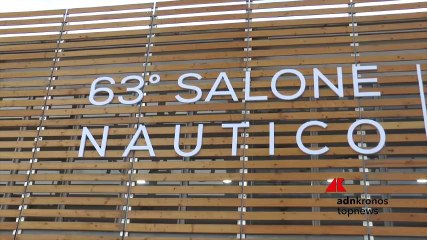 63° SALONE
NAUTICO
adnkronos
topnews